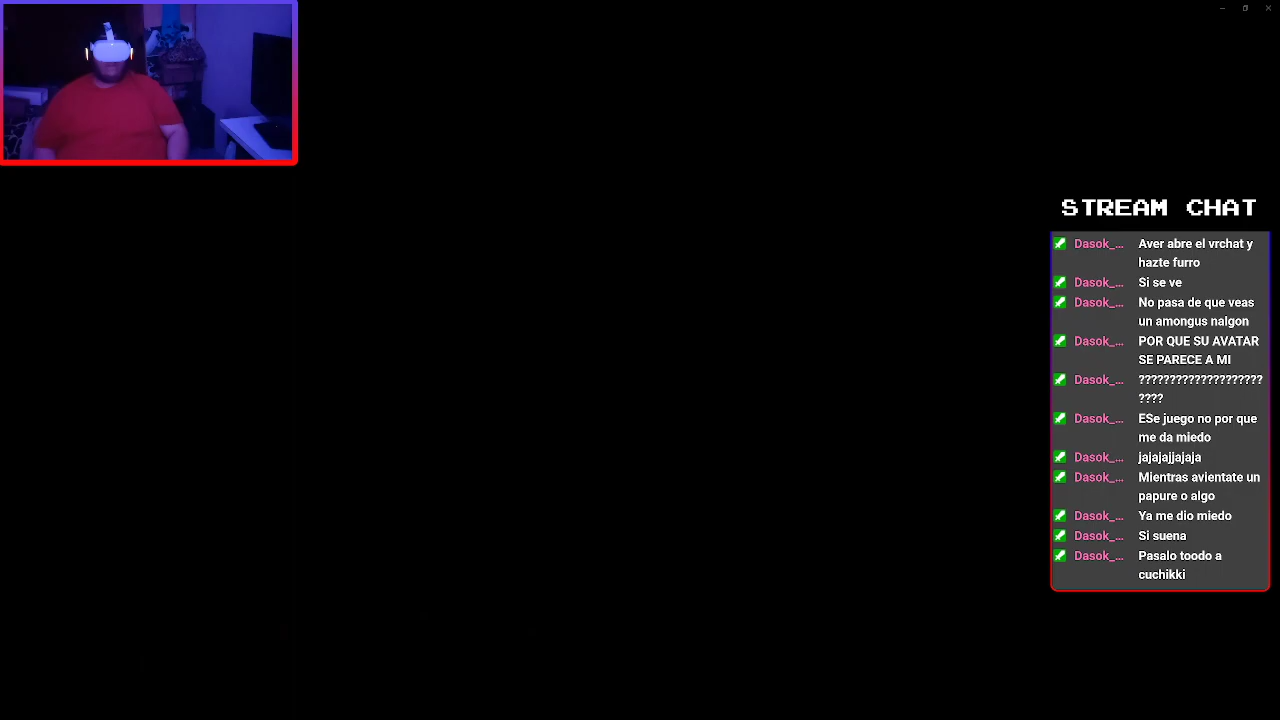 STREAM CHAT
Dasok_... Aver abre el vrchat y
hazte furro
Dasok_... Si se ve
Dasok_... No pasa de que veas
un amongus nalgon
Dasok_... POR QUE SU AVATAR
SE PARECE A MI
Dasok_... ????????????????????
????
Dasok_... ESe juego no por que
me da miedo
Dasok_... jajajajjajaja
Dasok_... Mientras avientate un
papure o algo
Dasok_... Ya me dio miedo
Dasok_... Si suena
Dasok_... Pasalo toodo a
cuchikki